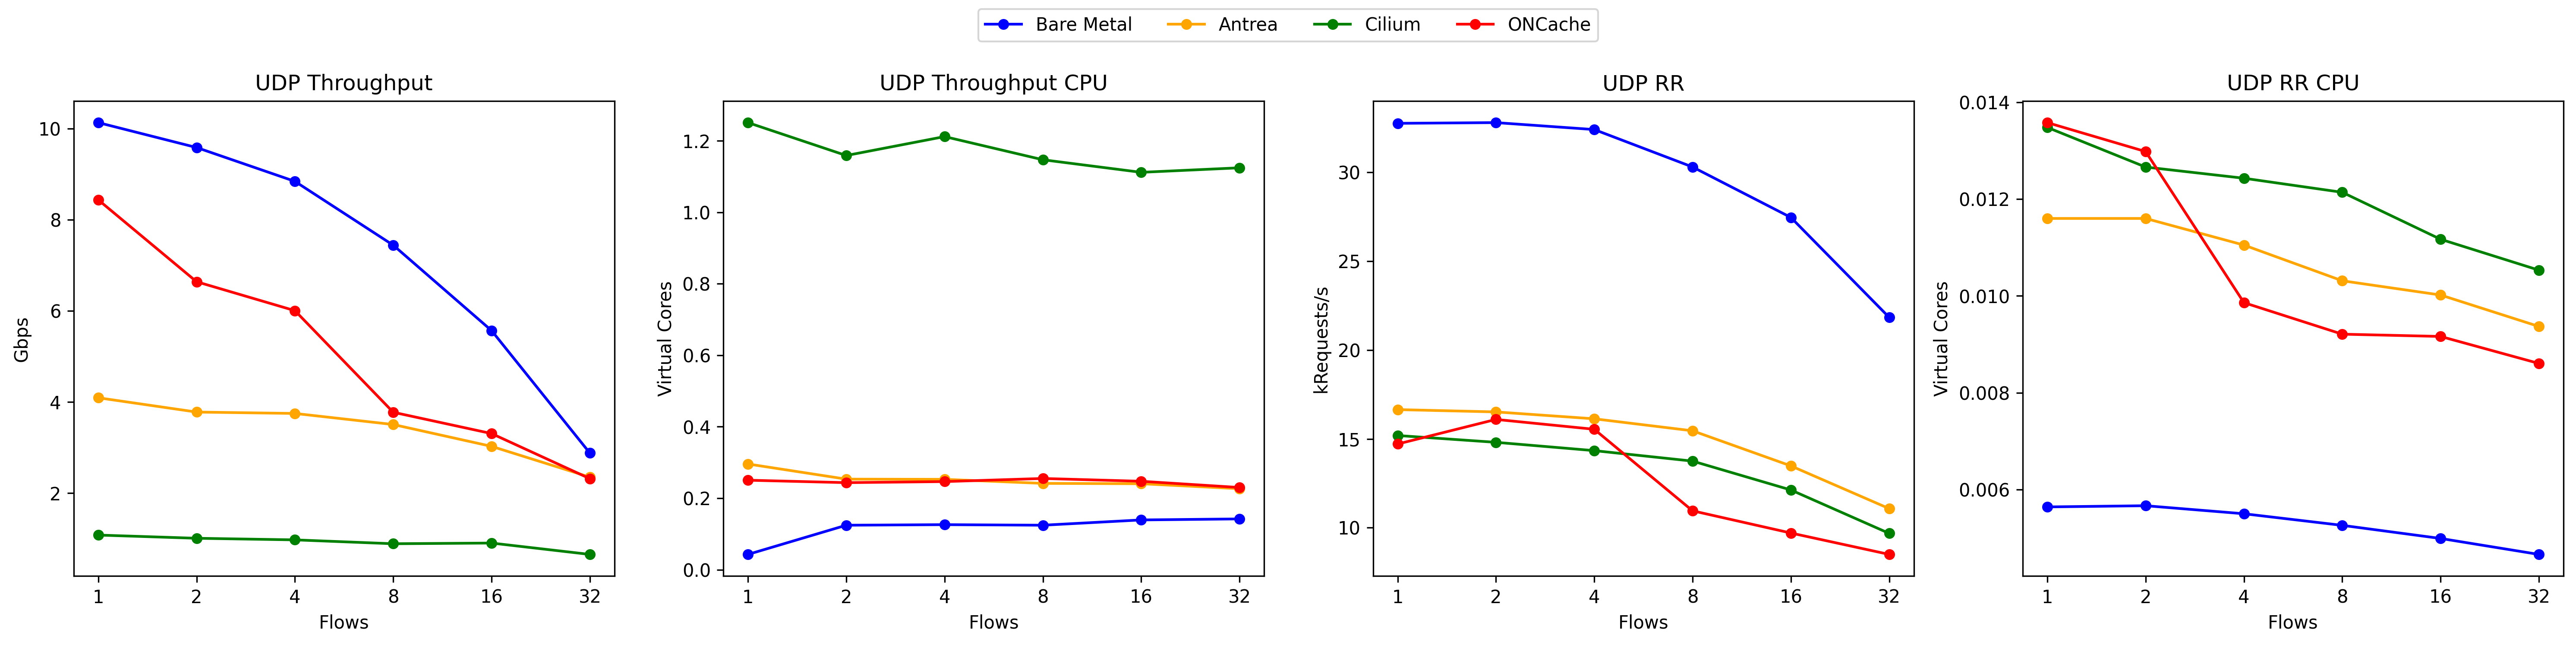 Bare Metal Antrea Cilium ONCache
UDP Throughput
10
8
6
4
2
Gbps
1 2 4 8 16 32
Flows
UDP Throughput CPU
1.2
1.0
0.8
0.6
0.4
0.2
0.0
Virtual Cores
1 2 4 8 16 32
Flows
UDP RR
30
25
20
15
10
kRequests/s
1 2 4 8 16 32
Flows
UDP RR CPU
0.014
0.012
0.010
0.008
0.006
Virtual Cores
1 2 4 8 16 32
Flows